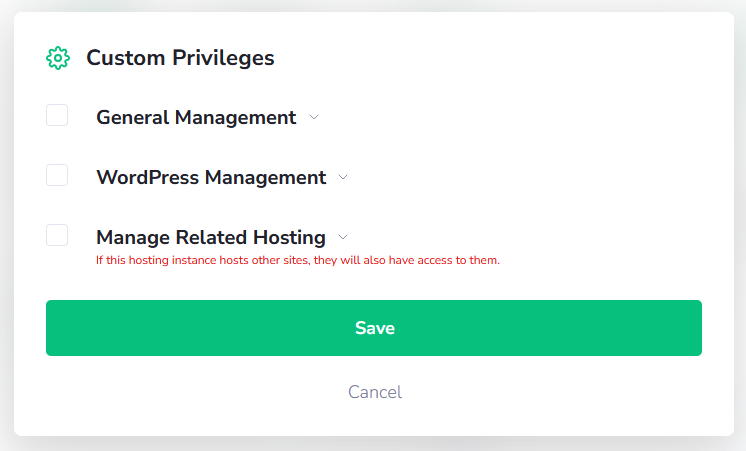 Custom Privileges
General Management
WordPress Management
Manage Related Hosting
If this hosting instance hosts other sites, they will also have access to them.
Save
Cancel